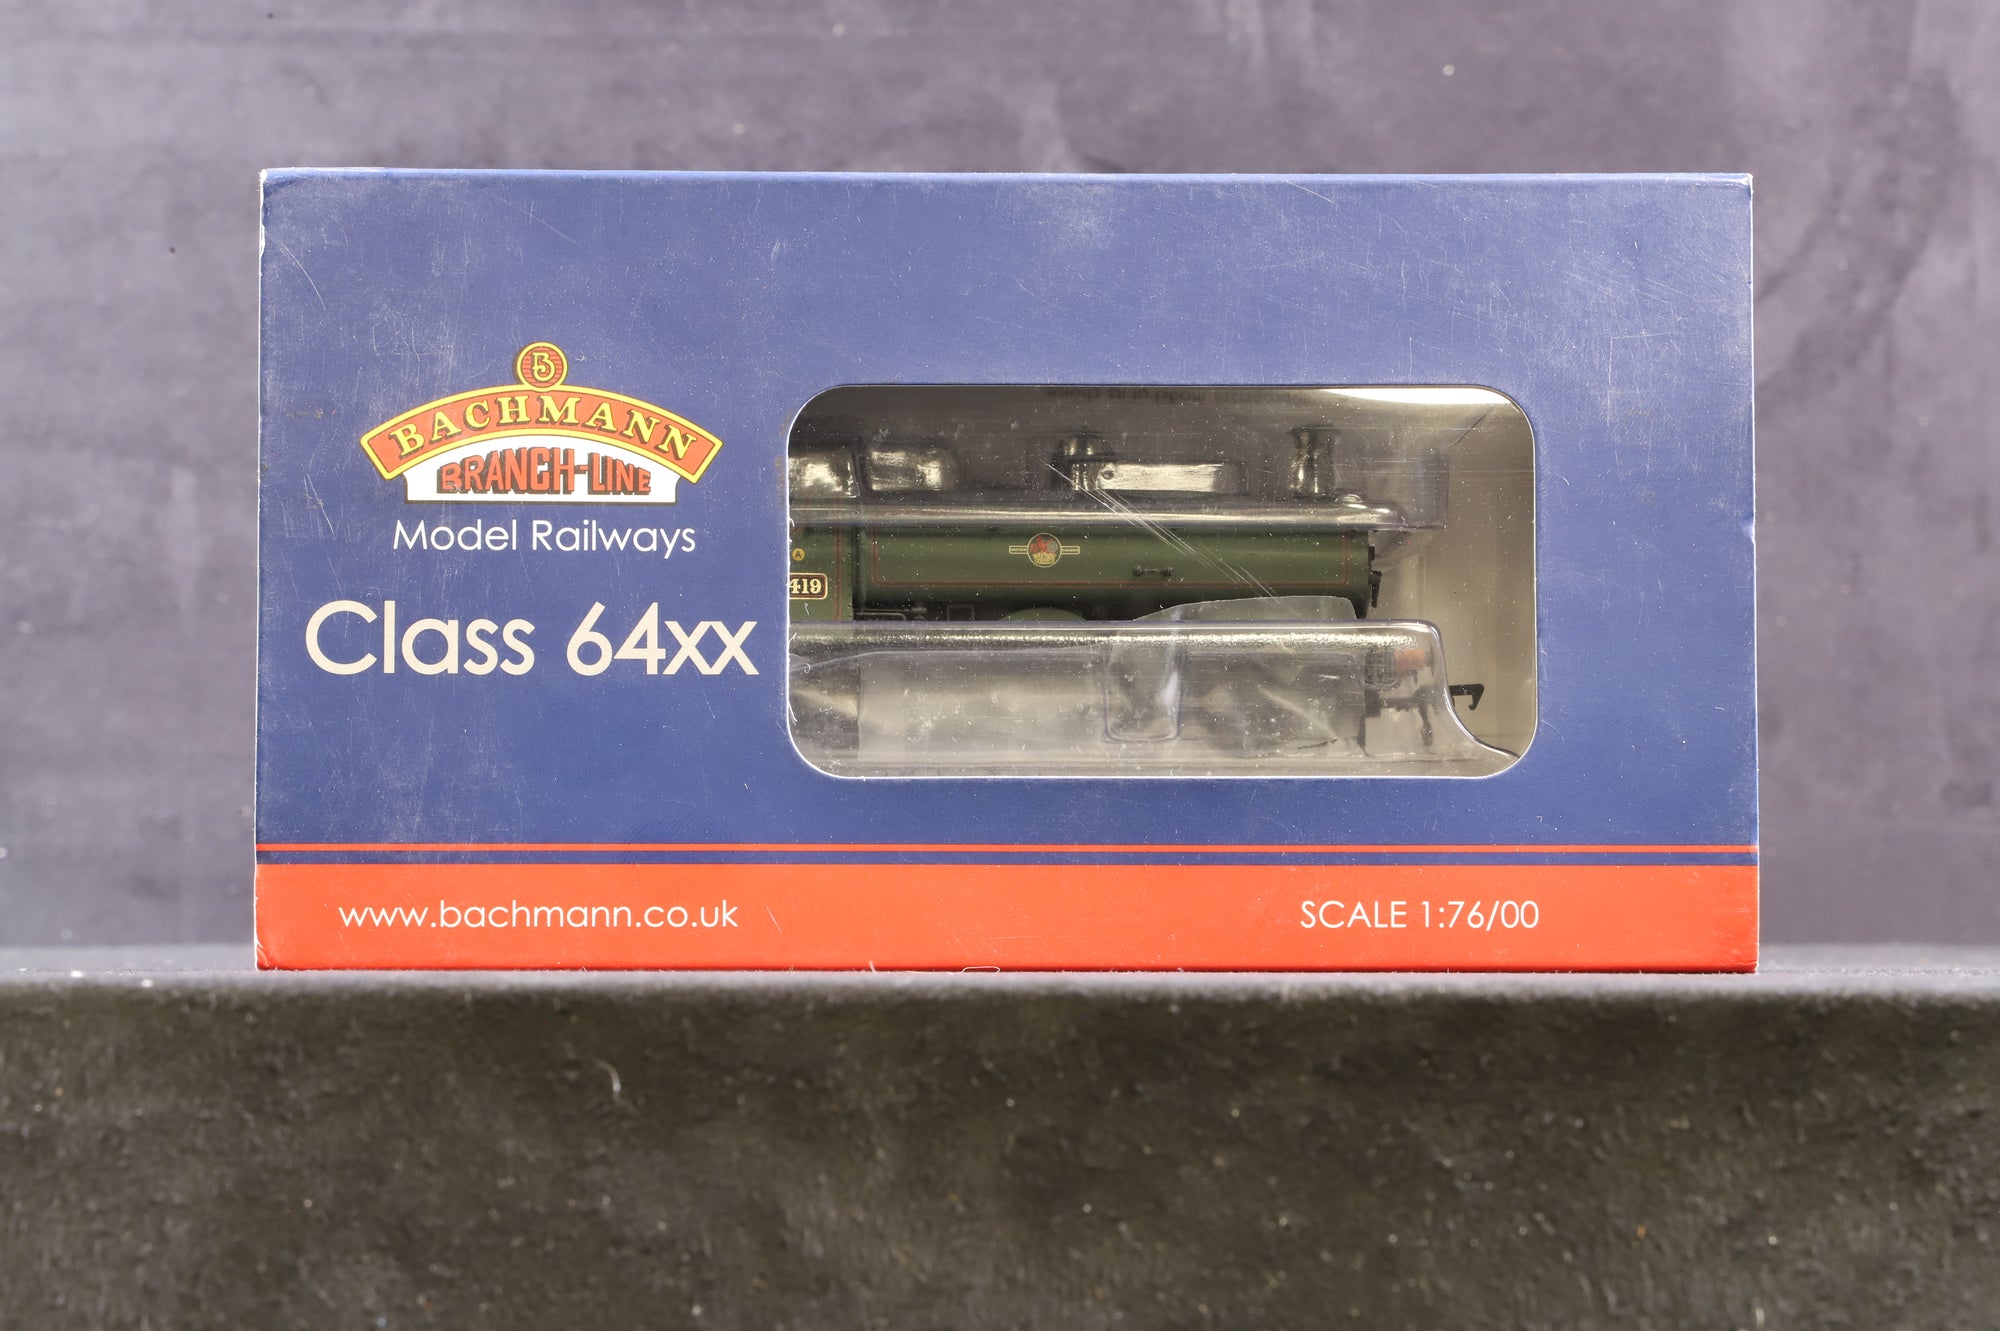 B
BACHMANN
BRANCH-LINE
Model Railways
Class 64xx
A
419
www.bachmann.co.uk
SCALE 1:76/00